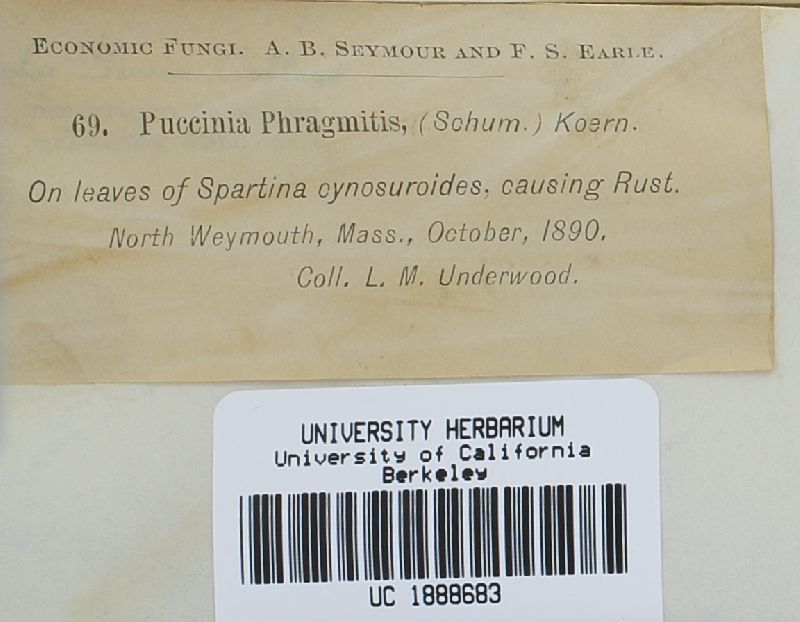 ECONOMIC FUNGI. A. B. SEYMOUR AND F. S. EARLE.
69. Puccinia Phragmitis, (Schum.) Koern.
On leaves of Spartina cynosuroides, causing Rust.
North Weymouth, Mass., October, 1890.
Coll. L. M. Underwood.
UNIVERSITY HERBARIUM
University of California
Berkeley
UC 1888683